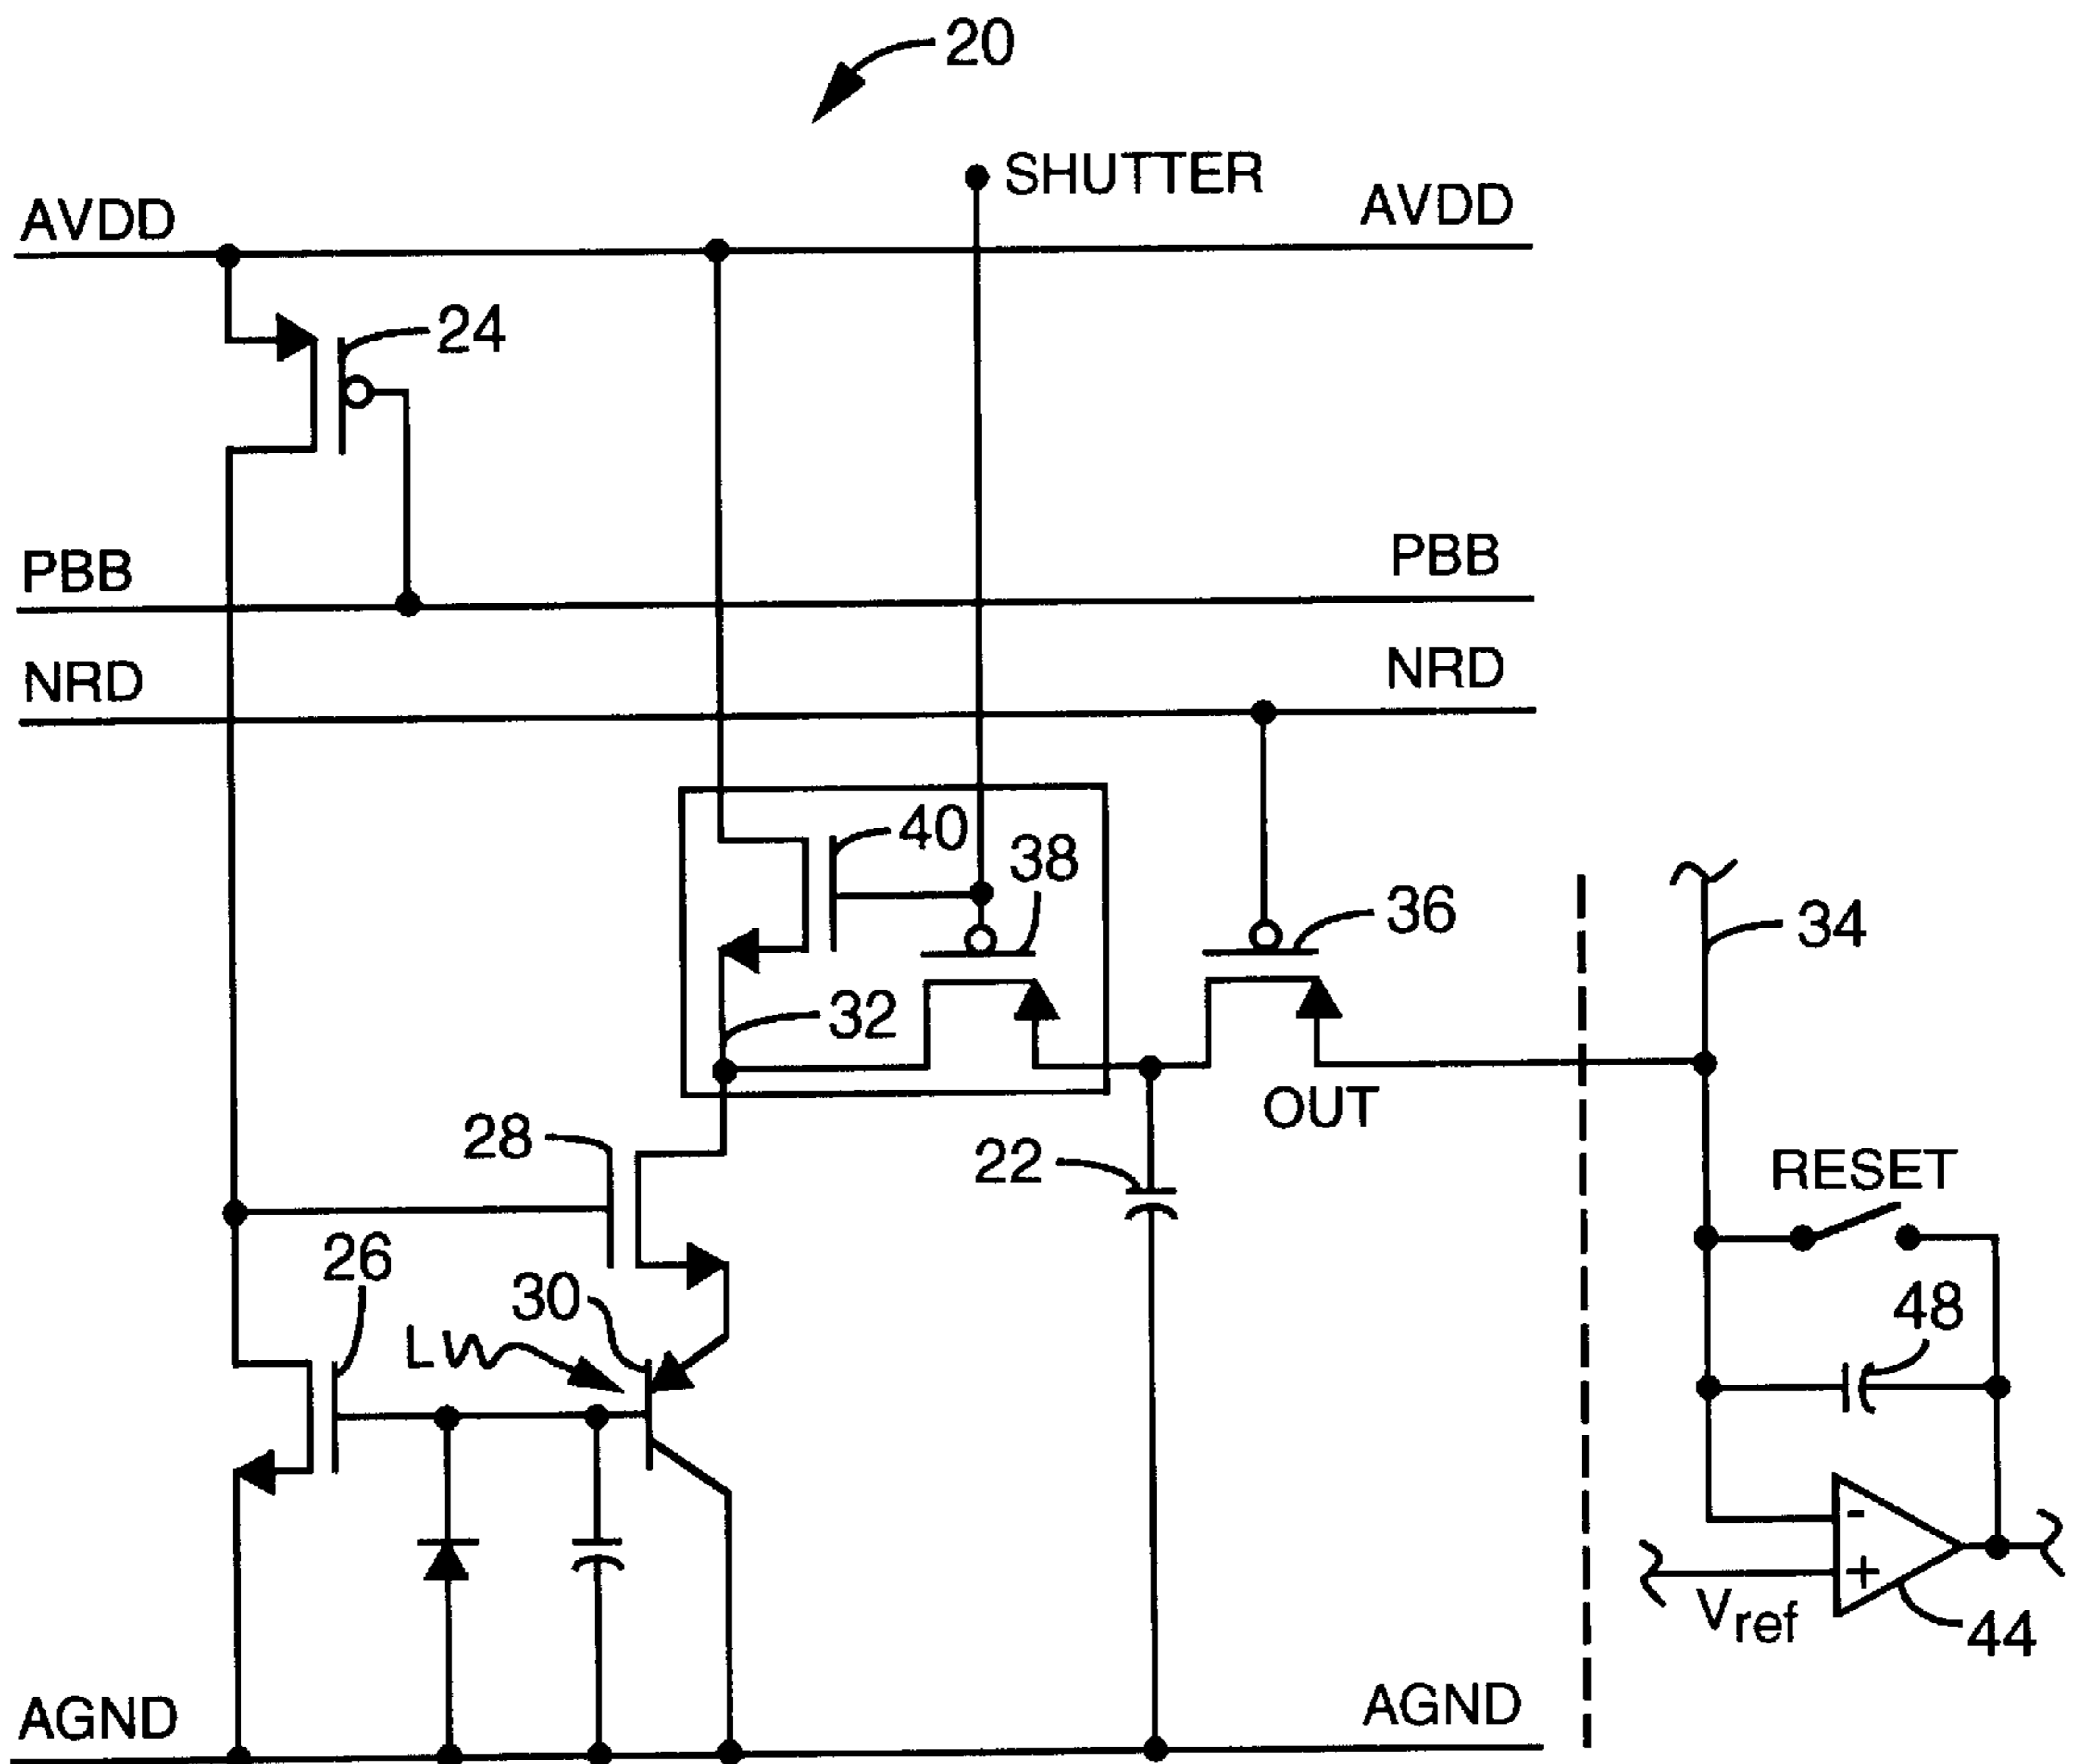 20
SHUTTER
AVDD
AVDD
24
PBB
PBB
NRD
NRD
40
38
36
34
32
OUT
28
22
RESET
26
30
48
L
-
+
Vref
44
AGND
AGND